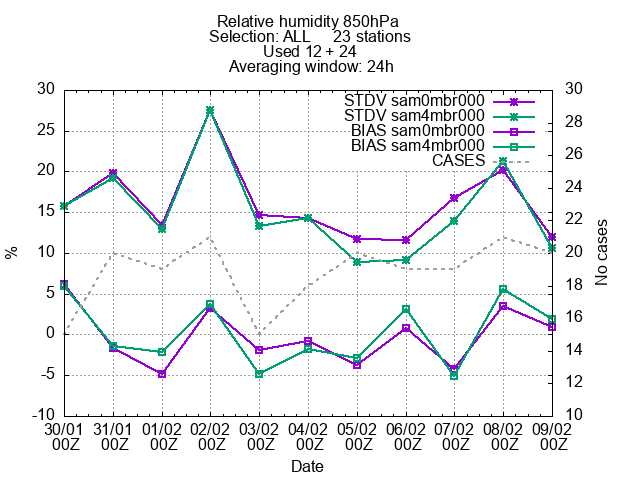 Relative humidity 850hPa
Selection: ALL 23 stations
Used 12 + 24
Averaging window: 24h
STDV sam0mbr000
STDV sam4mbr000
BIAS sam0mbr000
BIAS sam4mbr000
CASES
30
25
20
15
10
5
0
-5
-10
%
30
28
26
24
22
20
18
16
14
12
10
No cases
30/01 31/01 01/02 02/02 03/02 04/02 05/02 06/02 07/02 08/02 09/02
00Z 00Z 00Z 00Z 00Z 00Z 00Z 00Z 00Z 00Z 00Z
Date